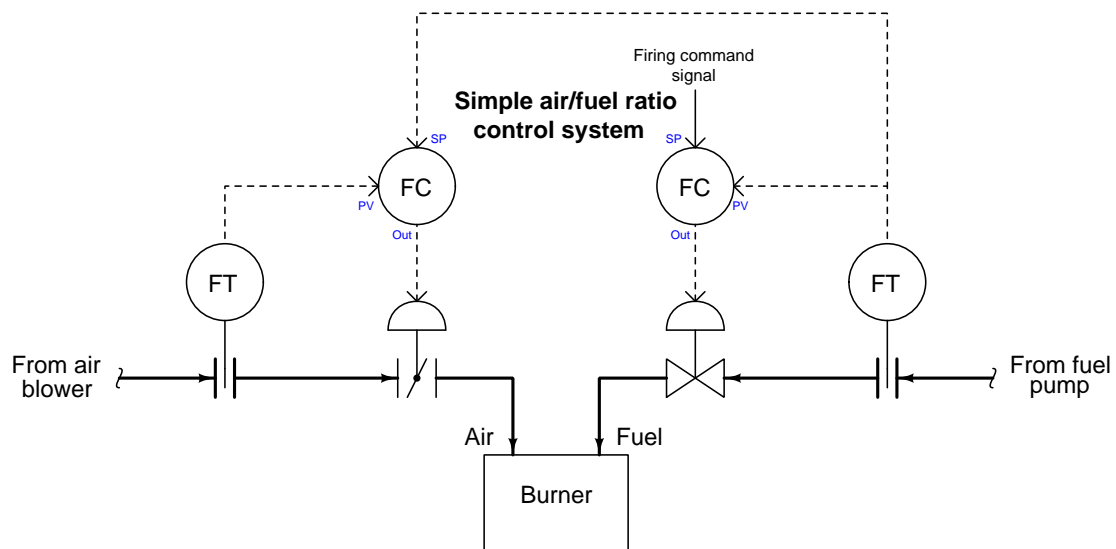 Firing command
signal
Simple air/fuel ratio
control system
SP
SP
FC
FC
PV
PV
Out
Out
FT
FT
From air
blower
From fuel
pump
Air
Fuel
Burner